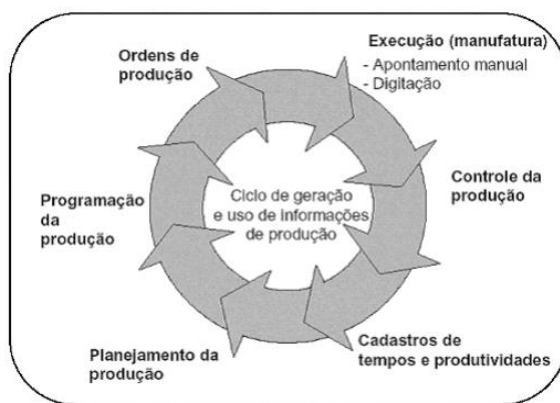 Ordens de
produção
Execução (manufatura)
- Apontamento manual
- Digitação
Controle da
produção
Cadastros de
tempos e produtividades
Planejamento da
produção
Programação
da
produção
Ciclo de geração
e uso de informações
de produção